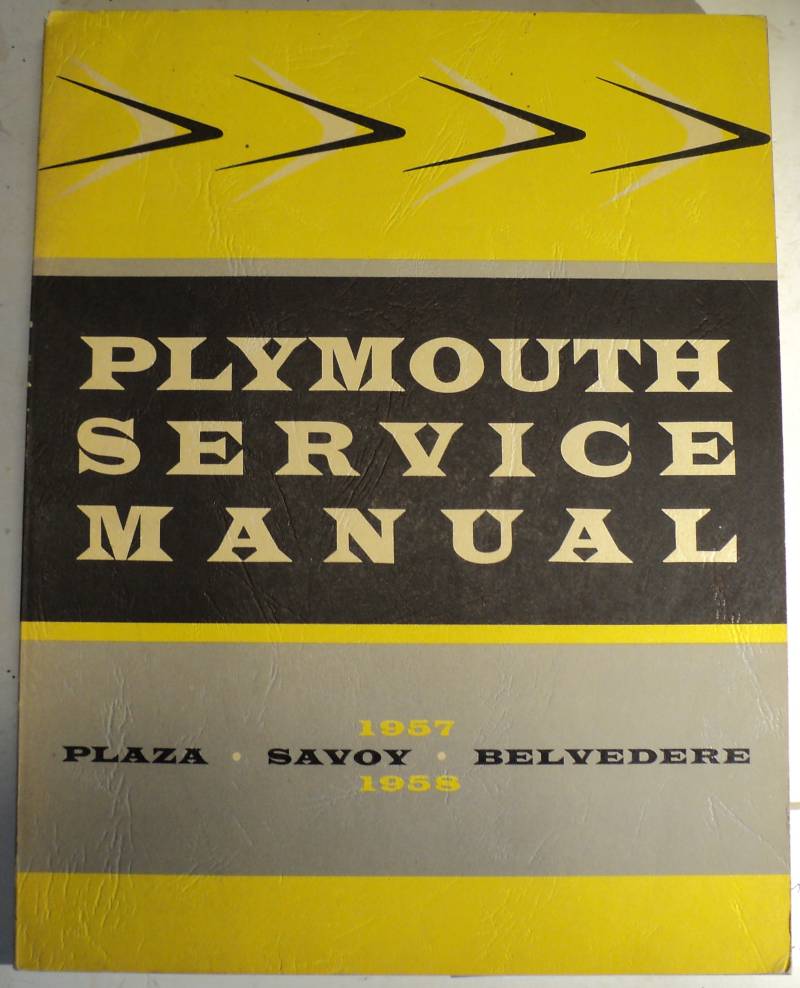 PLYMOUTH
SERVICE
MANUAL
1957
PLAZA • SAVOY • BELVEDERE
1958